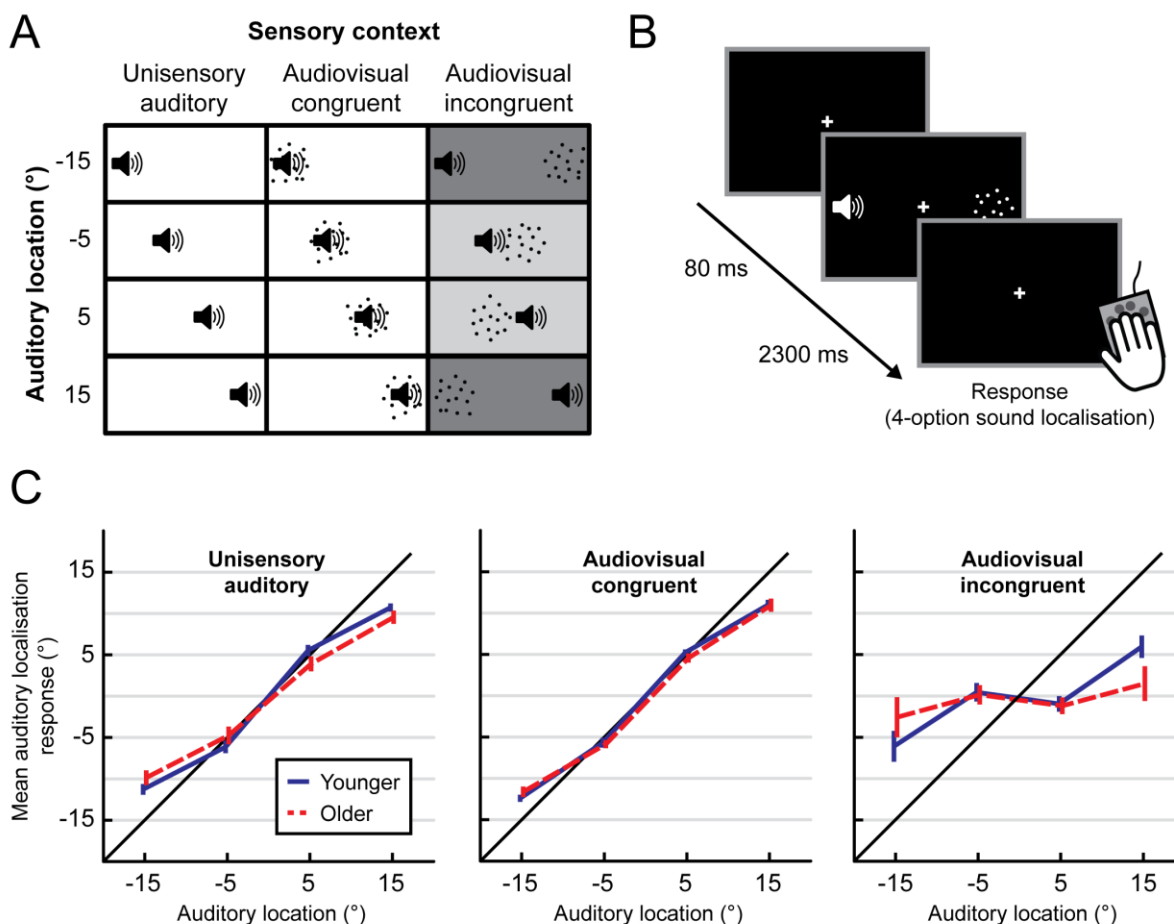 A
Sensory context
Unisensory auditory
Audiovisual congruent
Audiovisual incongruent
Auditory location (°)
-15
-5
5
15
B
80 ms
2300 ms
Response
(4-option sound localisation)
C
Mean auditory localisation
response (°)
15
5
-5
-15
Unisensory
auditory
Younger
Older
-15 -5 5 15
Auditory location (°)
Audiovisual
congruent
-15 -5 5 15
Auditory location (°)
Audiovisual
incongruent
-15 -5 5 15
Auditory location (°)